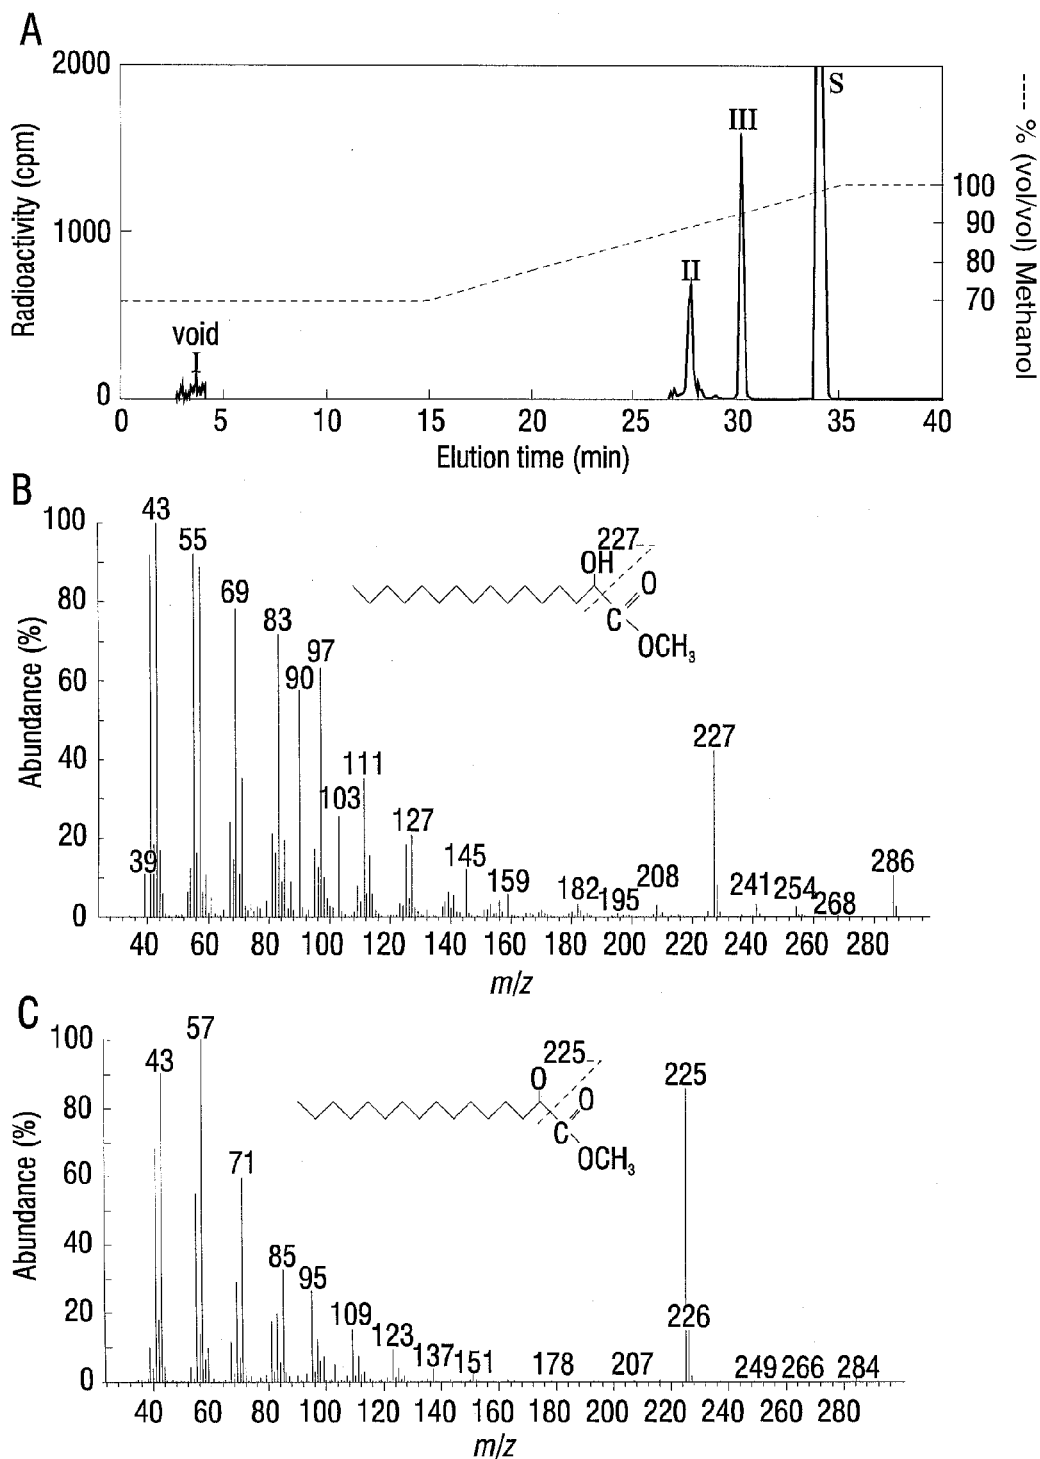 A
2000
1000
0
Radioactivity (cpm)
void
I
II
III
S
100
90
80
70
---- % (vol/vol) Methanol
0 5 10 15 20 25 30 35 40
Elution time (min)
B
100
80
60
40
20
0
Abundance (%)
43
55
69
83
90
97
103
111
127
145
159
182
195
208
227
241
254
268
286
39
227
OH
O
C
OCH3
40 60 80 100 120 140 160 180 200 220 240 260 280
m/z
C
100
80
60
40
20
0
Abundance (%)
43
57
71
85
95
109
123
137
151
178
207
225
226
249
266
284
225
O
O
C
OCH3
40 60 80 100 120 140 160 180 200 220 240 260 280
m/z